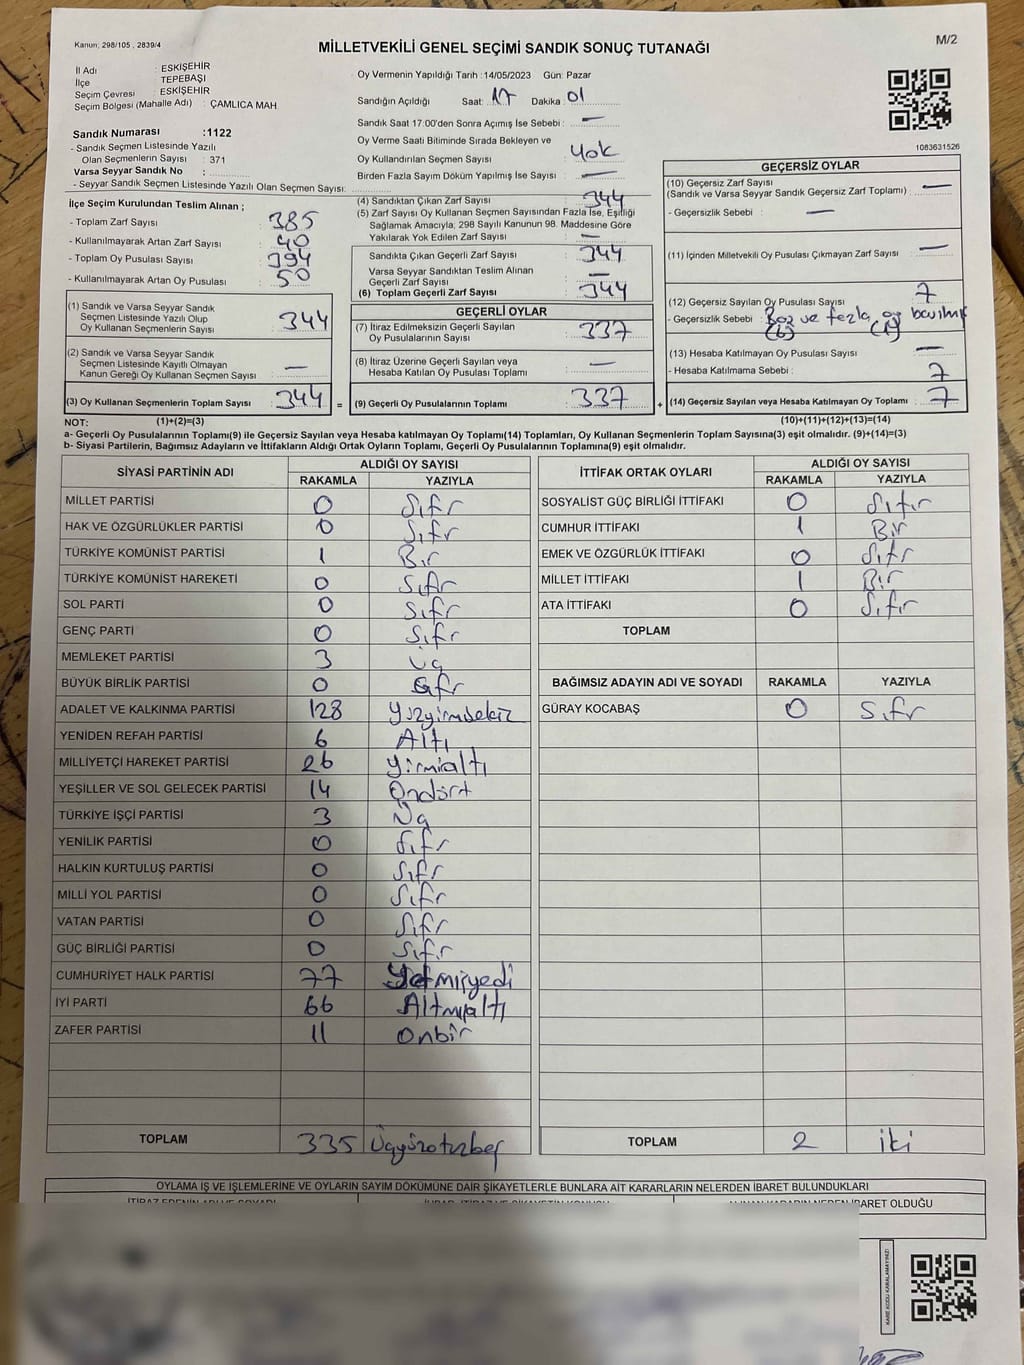 Kanun; 298/105 , 2839/4
MİLLETVEKİLİ GENEL SEÇİMİ SANDIK SONUÇ TUTANAĞI
M/2
İl Adı : ESKİŞEHİR
İlçe TEPEBAŞI
Seçim Çevresi : ESKİŞEHİR
Seçim Bölgesi (Mahalle Adı) : ÇAMLICA MAH
Sandık Numarası :1122
- Sandık Seçmen Listesinde Yazılı
Olan Seçmenlerin Sayısı : 371
Varsa Seyyar Sandık No :
- Seyyar Sandık Seçmen Listesinde Yazılı Olan Seçmen Sayısı:
Oy Vermenin Yapıldığı Tarih :14/05/2023 Gün: Pazar
Sandığın Açıldığı Saat: 17 Dakika 01
Sandık Saat 17:00'den Sonra Açımış İse Sebebi : —
Oy Verme Saati Bitiminde Sırada Bekleyen ve
Oy Kullandırılan Seçmen Sayısı : Yok
Birden Fazla Sayım Döküm Yapılmış İse Sayısı : —
1083631526
İlçe Seçim Kurulundan Teslim Alınan ;
- Toplam Zarf Sayısı : 385
- Kullanılmayarak Artan Zarf Sayısı : 40
- Toplam Oy Pusulası Sayısı : 394
- Kullanılmayarak Artan Oy Pusulası : 50
(1) Sandık ve Varsa Seyyar Sandık
Seçmen Listesinde Yazılı Olup
Oy Kullanan Seçmenlerin Sayısı : 344
(2) Sandık ve Varsa Seyyar Sandık
Seçmen Listesinde Kayıtlı Olmayan
Kanun Gereği Oy Kullanan Seçmen Sayısı : —
(3) Oy Kullanan Seçmenlerin Toplam Sayısı : 344 =
(4) Sandıktan Çıkan Zarf Sayısı : 344
(5) Zarf Sayısı Oy Kullanan Seçmen Sayısından Fazla İse, Eşitliği
Sağlamak Amacıyla; 298 Sayılı Kanunun 98. Maddesine Göre
Yakılarak Yok Edilen Zarf Sayısı : —
Sandıkta Çıkan Geçerli Zarf Sayısı : 344
Varsa Seyyar Sandıktan Teslim Alınan
Geçerli Zarf Sayısı : —
(6) Toplam Geçerli Zarf Sayısı : 344
GEÇERLİ OYLAR
(7) İtiraz Edilmeksizin Geçerli Sayılan
Oy Pusulalarının Sayısı : 337
(8) İtiraz Üzerine Geçerli Sayılan veya
Hesaba Katılan Oy Pusulası Toplamı : —
(9) Geçerli Oy Pusulalarının Toplamı : 337 +
GEÇERSİZ OYLAR
(10) Geçersiz Zarf Sayısı
(Sandık ve Varsa Seyyar Sandık Geçersiz Zarf Toplamı) : —
- Geçersizlik Sebebi : —
(11) İçinden Milletvekili Oy Pusulası Çıkmayan Zarf Sayısı : —
(12) Geçersiz Sayılan Oy Pusulası Sayısı : 7
- Geçersizlik Sebebi : Boş ve fazla oy basılmış
(6) (1)
(13) Hesaba Katılmayan Oy Pusulası Sayısı : —
- Hesaba Katılmama Sebebi : 7
(14) Geçersiz Sayılan veya Hesaba Katılmayan Oy Toplamı : 7
NOT: (1)+(2)=(3) (10)+(11)+(12)+(13)=(14)
a- Geçerli Oy Pusulalarının Toplamı(9) ile Geçersiz Sayılan veya Hesaba katılmayan Oy Toplamı(14) Toplamları, Oy Kullanan Seçmenlerin Toplam Sayısına(3) eşit olmalıdır. (9)+(14)=(3)
b- Siyasi Partilerin, Bağımsız Adayların ve İttifakların Aldığı Ortak Oyların Toplamı, Geçerli Oy Pusulalarının Toplamına(9) eşit olmalıdır.
SİYASİ PARTİNİN ADI ALDIĞI OY SAYISI
RAKAMLA YAZIYLA
MİLLET PARTİSİ 0 Sıfır
HAK VE ÖZGÜRLÜKLER PARTİSİ 0 Sıfır
TÜRKİYE KOMÜNİST PARTİSİ 1 Bir
TÜRKİYE KOMÜNİST HAREKETİ 0 Sıfır
SOL PARTİ 0 Sıfır
GENÇ PARTİ 0 Sıfır
MEMLEKET PARTİSİ 3 Üç
BÜYÜK BİRLİK PARTİSİ 0 Sıfır
ADALET VE KALKINMA PARTİSİ 128 Yüzyirmisekiz
YENİDEN REFAH PARTİSİ 6 Altı
MİLLİYETÇİ HAREKET PARTİSİ 26 Yirmialtı
YEŞİLLER VE SOL GELECEK PARTİSİ 14 Ondört
TÜRKİYE İŞÇİ PARTİSİ 3 Üç
YENİLİK PARTİSİ 0 Sıfır
HALKIN KURTULUŞ PARTİSİ 0 Sıfır
MİLLİ YOL PARTİSİ 0 Sıfır
VATAN PARTİSİ 0 Sıfır
GÜÇ BİRLİĞİ PARTİSİ 0 Sıfır
CUMHURİYET HALK PARTİSİ 77 Yetmişyedi
İYİ PARTİ 66 Altmışaltı
ZAFER PARTİSİ 11 Onbir
TOPLAM 335 Üçyüzotuzbeş
İTTİFAK ORTAK OYLARI ALDIĞI OY SAYISI
RAKAMLA YAZIYLA
SOSYALİST GÜÇ BİRLİĞİ İTTİFAKI 0 Sıfır
CUMHUR İTTİFAKI 1 Bir
EMEK VE ÖZGÜRLÜK İTTİFAKI 0 Sıfır
MİLLET İTTİFAKI 1 Bir
ATA İTTİFAKI 0 Sıfır
TOPLAM
BAĞIMSIZ ADAYIN ADI VE SOYADI RAKAMLA YAZIYLA
GÜRAY KOCABAŞ 0 Sıfır
TOPLAM 2 iki
OYLAMA İŞ VE İŞLEMLERİNE VE OYLARIN SAYIM DÖKÜMÜNE DAİR ŞİKAYETLERLE BUNLARA AİT KARARLARIN NELERDEN İBARET BULUNDUKLARI
İBARET OLDUĞU
KARE KODU KARALAMAYINIZ!